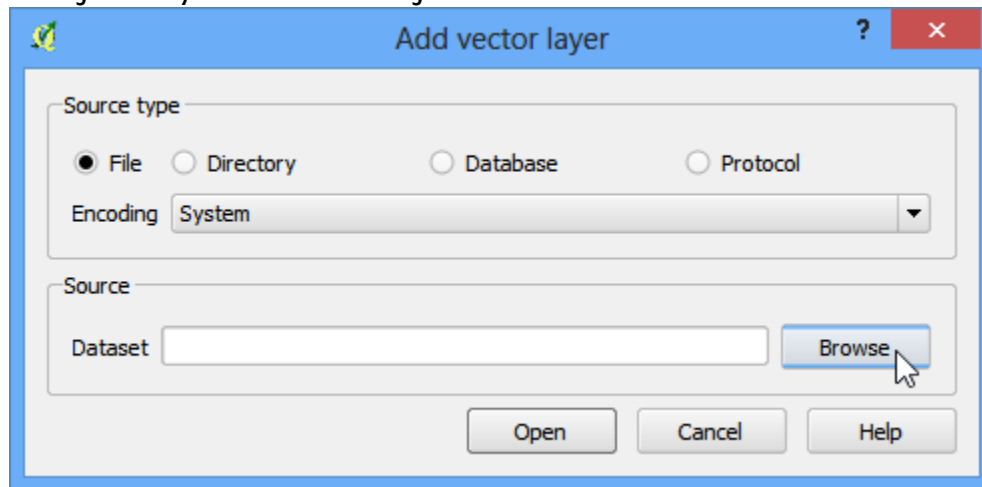 Add vector layer ? ×
Source type
File Directory Database Protocol
Encoding System
Source
Dataset Browse
Open Cancel Help